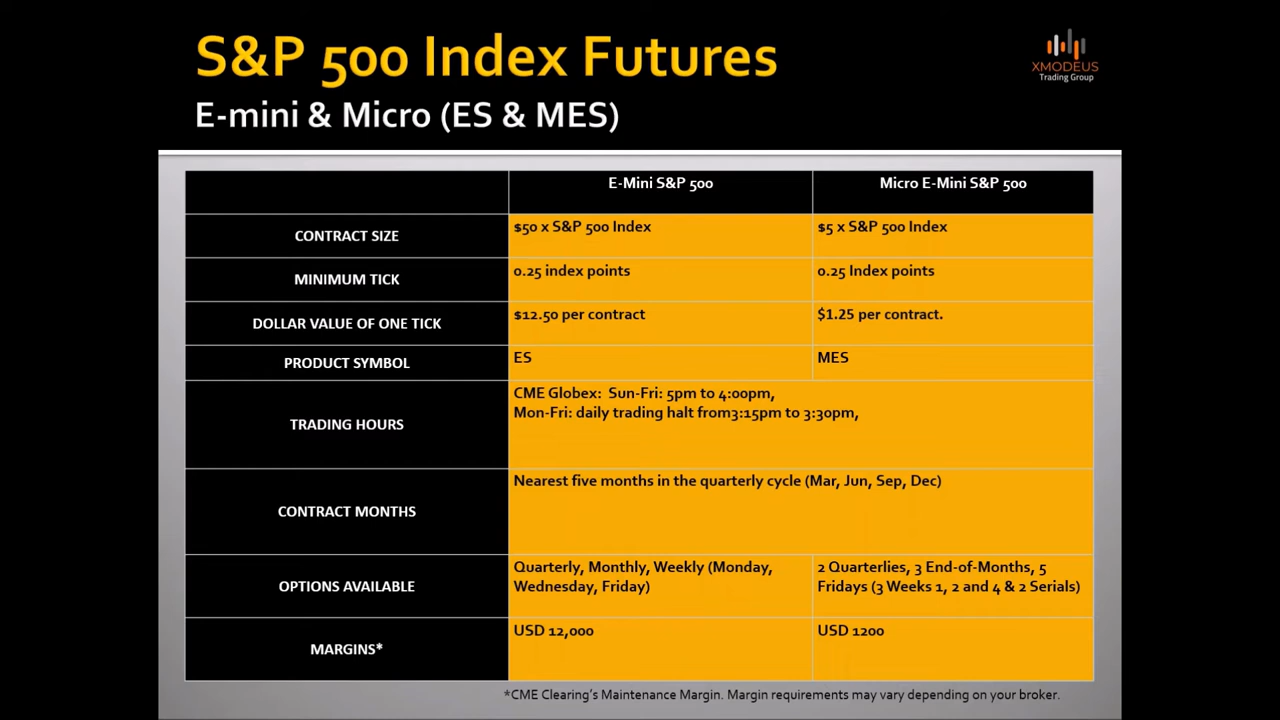 S&P 500 Index Futures
E-mini & Micro (ES & MES)
XMODEUS
Trading Group
E-Mini S&P 500
Micro E-Mini S&P 500
CONTRACT SIZE
$50 x S&P 500 Index
$5 x S&P 500 Index
MINIMUM TICK
0.25 index points
0.25 Index points
DOLLAR VALUE OF ONE TICK
$12.50 per contract
$1.25 per contract.
PRODUCT SYMBOL
ES
MES
TRADING HOURS
CME Globex: Sun-Fri: 5pm to 4:00pm,
Mon-Fri: daily trading halt from3:15pm to 3:30pm,
CONTRACT MONTHS
Nearest five months in the quarterly cycle (Mar, Jun, Sep, Dec)
OPTIONS AVAILABLE
Quarterly, Monthly, Weekly (Monday,
Wednesday, Friday)
2 Quarterlies, 3 End-of-Months, 5
Fridays (3 Weeks 1, 2 and 4 & 2 Serials)
MARGINS*
USD 12,000
USD 1200
*CME Clearing's Maintenance Margin. Margin requirements may vary depending on your broker.